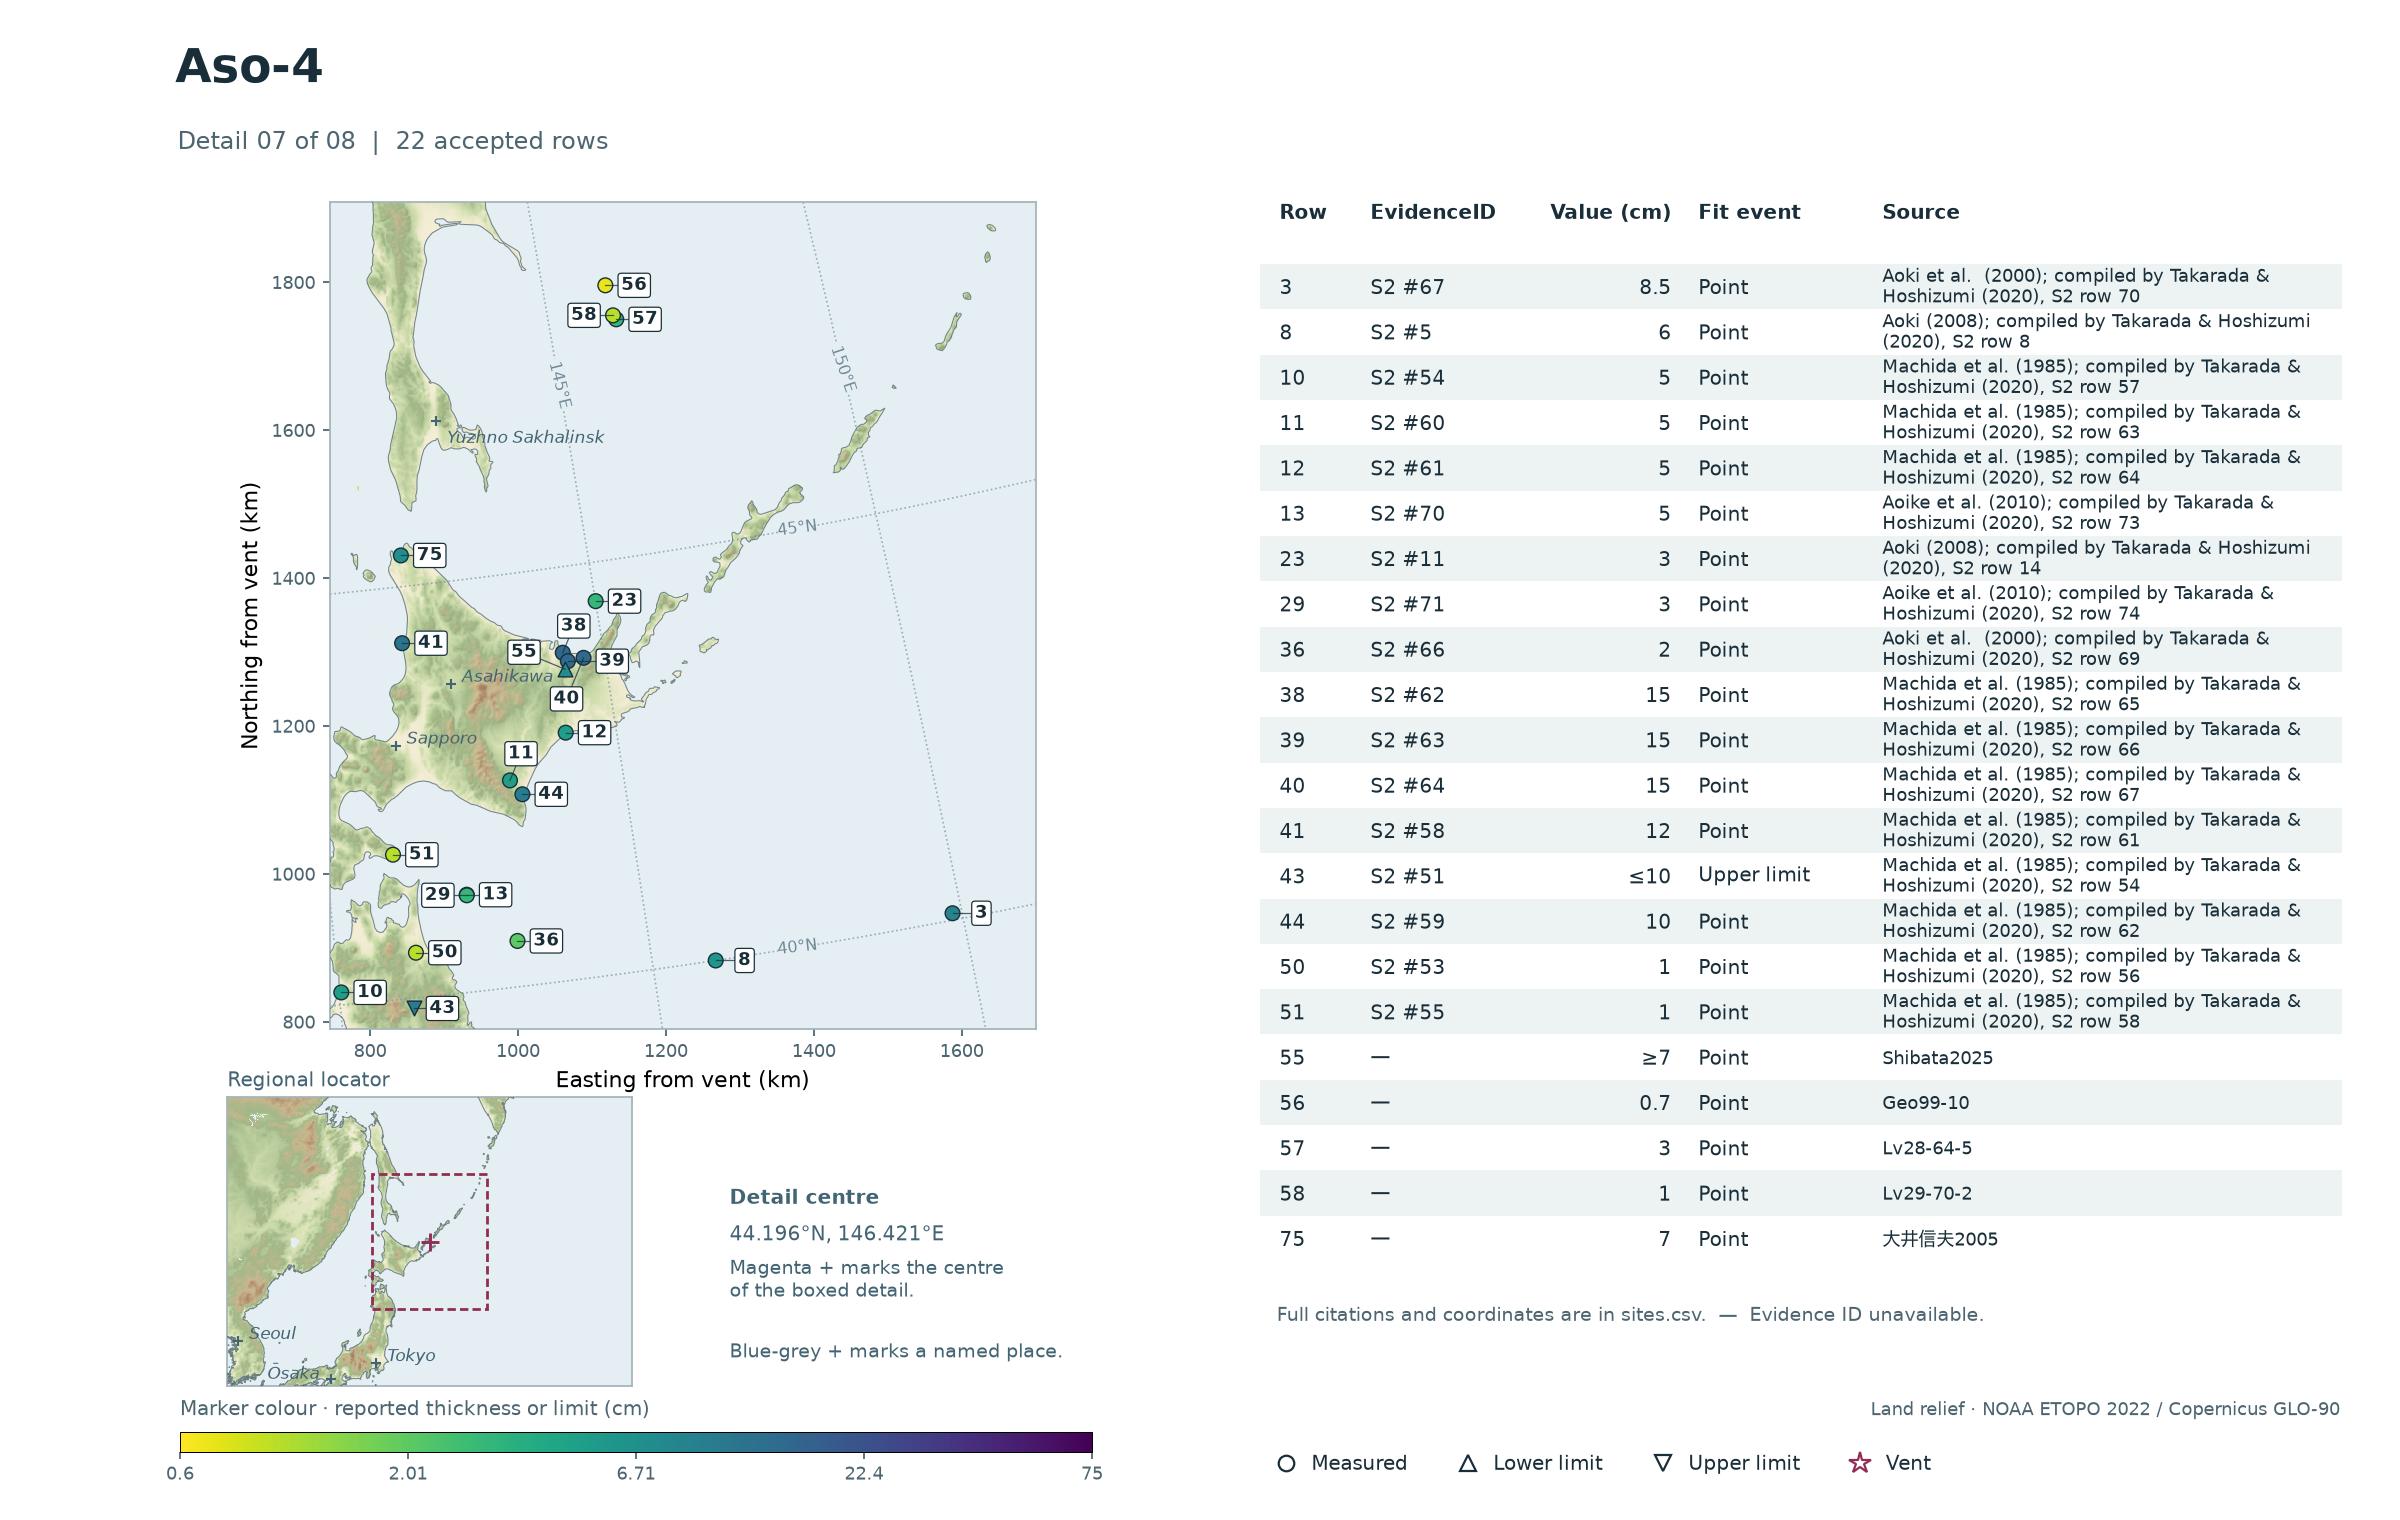 Aso-4
Detail 07 of 08 | 22 accepted rows
1800
1600
1400
1200
1000
800
Northing from vent (km)
800
1000
1200
1400
1600
Easting from vent (km)
145°E
150°E
45°N
40°N
Yuzhno Sakhalinsk
Asahikawa
Sapporo
56
58
57
75
23
38
41
55
39
40
12
11
44
51
29
13
3
36
50
8
10
43
Regional locator
Seoul
Ōsaka
Tokyo
Detail centre
44.196°N, 146.421°E
Magenta + marks the centre
of the boxed detail.
Blue-grey + marks a named place.
Marker colour · reported thickness or limit (cm)
0.6
2.01
6.71
22.4
75
Row EvidenceID Value (cm) Fit event Source
3 S2 #67 8.5 Point Aoki et al. (2000); compiled by Takarada &
Hoshizumi (2020), S2 row 70
8 S2 #5 6 Point Aoki (2008); compiled by Takarada & Hoshizumi
(2020), S2 row 8
10 S2 #54 5 Point Machida et al. (1985); compiled by Takarada &
Hoshizumi (2020), S2 row 57
11 S2 #60 5 Point Machida et al. (1985); compiled by Takarada &
Hoshizumi (2020), S2 row 63
12 S2 #61 5 Point Machida et al. (1985); compiled by Takarada &
Hoshizumi (2020), S2 row 64
13 S2 #70 5 Point Aoike et al. (2010); compiled by Takarada &
Hoshizumi (2020), S2 row 73
23 S2 #11 3 Point Aoki (2008); compiled by Takarada & Hoshizumi
(2020), S2 row 14
29 S2 #71 3 Point Aoike et al. (2010); compiled by Takarada &
Hoshizumi (2020), S2 row 74
36 S2 #66 2 Point Aoki et al. (2000); compiled by Takarada &
Hoshizumi (2020), S2 row 69
38 S2 #62 15 Point Machida et al. (1985); compiled by Takarada &
Hoshizumi (2020), S2 row 65
39 S2 #63 15 Point Machida et al. (1985); compiled by Takarada &
Hoshizumi (2020), S2 row 66
40 S2 #64 15 Point Machida et al. (1985); compiled by Takarada &
Hoshizumi (2020), S2 row 67
41 S2 #58 12 Point Machida et al. (1985); compiled by Takarada &
Hoshizumi (2020), S2 row 61
43 S2 #51 ≤10 Upper limit Machida et al. (1985); compiled by Takarada &
Hoshizumi (2020), S2 row 54
44 S2 #59 10 Point Machida et al. (1985); compiled by Takarada &
Hoshizumi (2020), S2 row 62
50 S2 #53 1 Point Machida et al. (1985); compiled by Takarada &
Hoshizumi (2020), S2 row 56
51 S2 #55 1 Point Machida et al. (1985); compiled by Takarada &
Hoshizumi (2020), S2 row 58
55 — ≥7 Point Shibata2025
56 — 0.7 Point Geo99-10
57 — 3 Point Lv28-64-5
58 — 1 Point Lv29-70-2
75 — 7 Point 大井信夫2005
Full citations and coordinates are in sites.csv. — Evidence ID unavailable.
Land relief · NOAA ETOPO 2022 / Copernicus GLO-90
Measured Lower limit Upper limit Vent